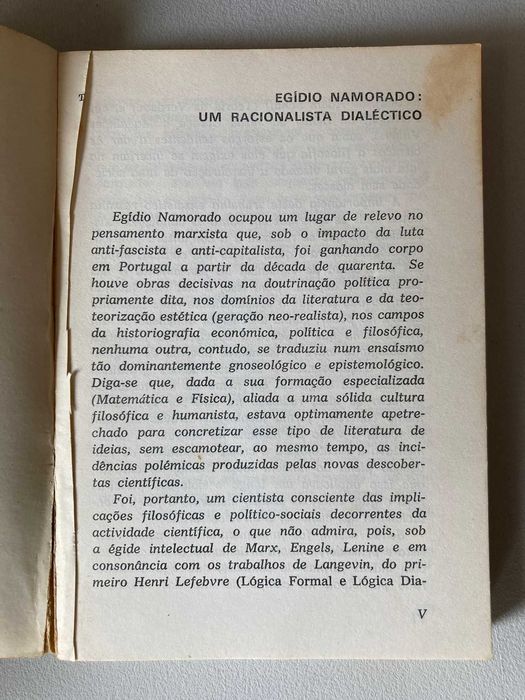 EGÍDIO NAMORADO:
UM RACIONALISTA DIALÉCTICO
Egídio Namorado ocupou um lugar de relevo no
pensamento marxista que, sob o impacto da luta
anti-fascista e anti-capitalista, foi ganhando corpo
em Portugal a partir da década de quarenta. Se
houve obras decisivas na doutrinação política pro-
priamente dita, nos domínios da literatura e da teo-
teorização estética (geração neo-realista), nos campos
da historiografia económica, política e filosófica,
nenhuma outra, contudo, se traduziu num ensaísmo
tão dominantemente gnoseológico e epistemológico.
Diga-se que, dada a sua formação especializada
(Matemática e Física), aliada a uma sólida cultura
filosófica e humanista, estava optimamente apetre-
chado para concretizar esse tipo de literatura de
ideias, sem escamotear, ao mesmo tempo, as inci-
dências polémicas produzidas pelas novas descober-
tas científicas.
Foi, portanto, um cientista consciente das impli-
cações filosóficas e político-sociais decorrentes da
actividade científica, o que não admira, pois, sob
a égide intelectual de Marx, Engels, Lenine e em
consonância com os trabalhos de Langevin, do pri-
meiro Henri Lefebvre (Lógica Formal e Lógica Dia-
V